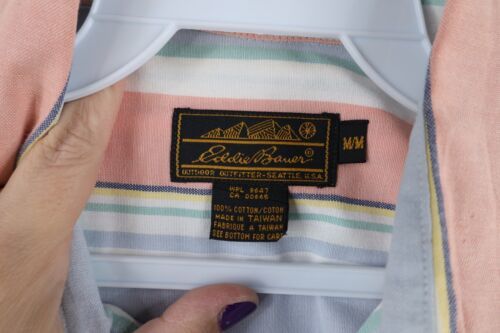 Eddie Bauer®
OUTDOOR OUTFITTER-SEATTLE, U.S.A.
M/M
WPL 8647
CA 00665
100% COTTON/COTON
MADE IN TAIWAN
FABRIQUE A TAIWAN
SEE BOTTOM FOR CARE